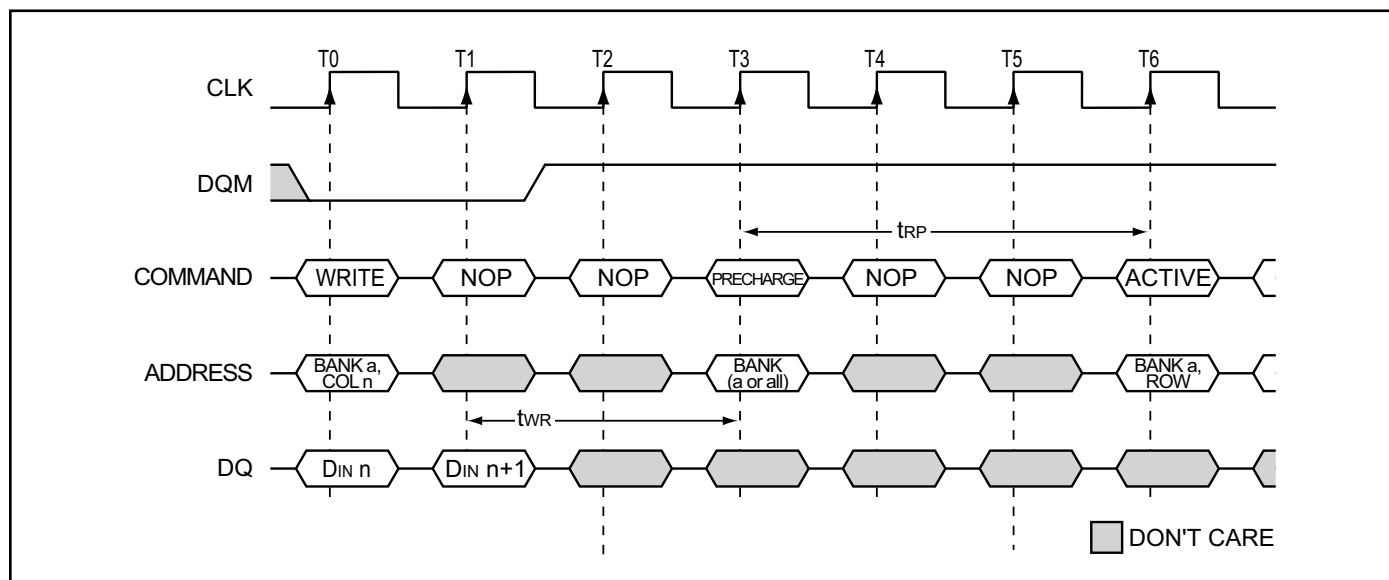 T0 T1 T2 T3 T4 T5 T6
CLK
DQM
tRP
COMMAND WRITE NOP NOP PRECHARGE NOP NOP ACTIVE
ADDRESS
BANK a,
COL n
BANK
(a or all)
BANK a,
ROW
tWR
DQ DIN n DIN n+1
DON'T CARE